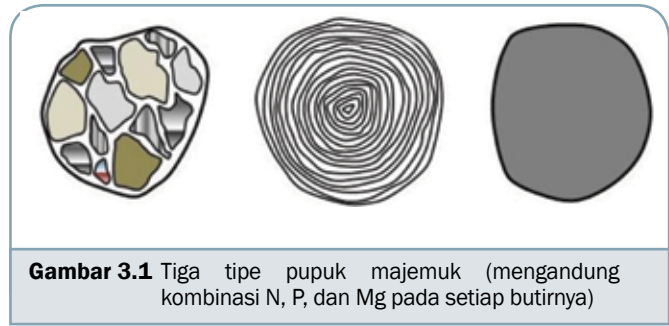 Gambar 3.1 Tiga tipe pupuk majemuk (mengandung
kombinasi N, P, dan Mg pada setiap butirnya)